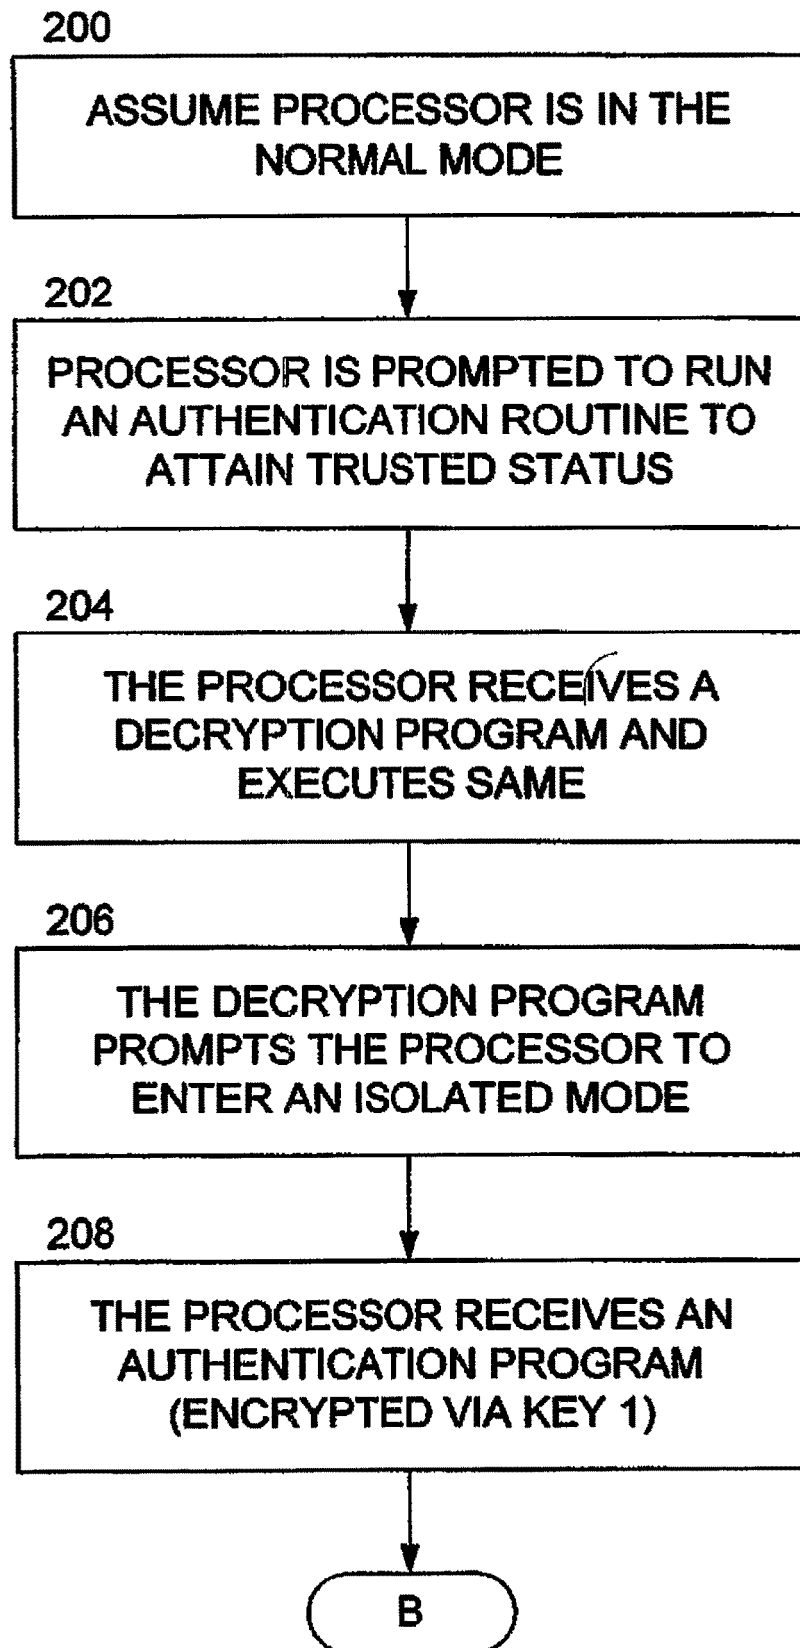 200
ASSUME PROCESSOR IS IN THE
NORMAL MODE
202
PROCESSOR IS PROMPTED TO RUN
AN AUTHENTICATION ROUTINE TO
ATTAIN TRUSTED STATUS
204
THE PROCESSOR RECEIVES A
DECRYPTION PROGRAM AND
EXECUTES SAME
206
THE DECRYPTION PROGRAM
PROMPTS THE PROCESSOR TO
ENTER AN ISOLATED MODE
208
THE PROCESSOR RECEIVES AN
AUTHENTICATION PROGRAM
(ENCRYPTED VIA KEY 1)
B